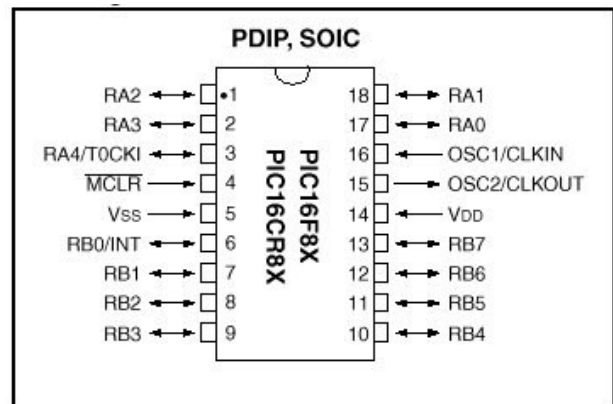 PDIP, SOIC
RA2 1 18 RA1
RA3 2 17 RA0
RA4/T0CKI 3 16 OSC1/CLKIN
MCLR 4 15 OSC2/CLKOUT
VSS 5 14 VDD
RB0/INT 6 13 RB7
RB1 7 12 RB6
RB2 8 11 RB5
RB3 9 10 RB4
PIC16F8X
PIC16CR8X